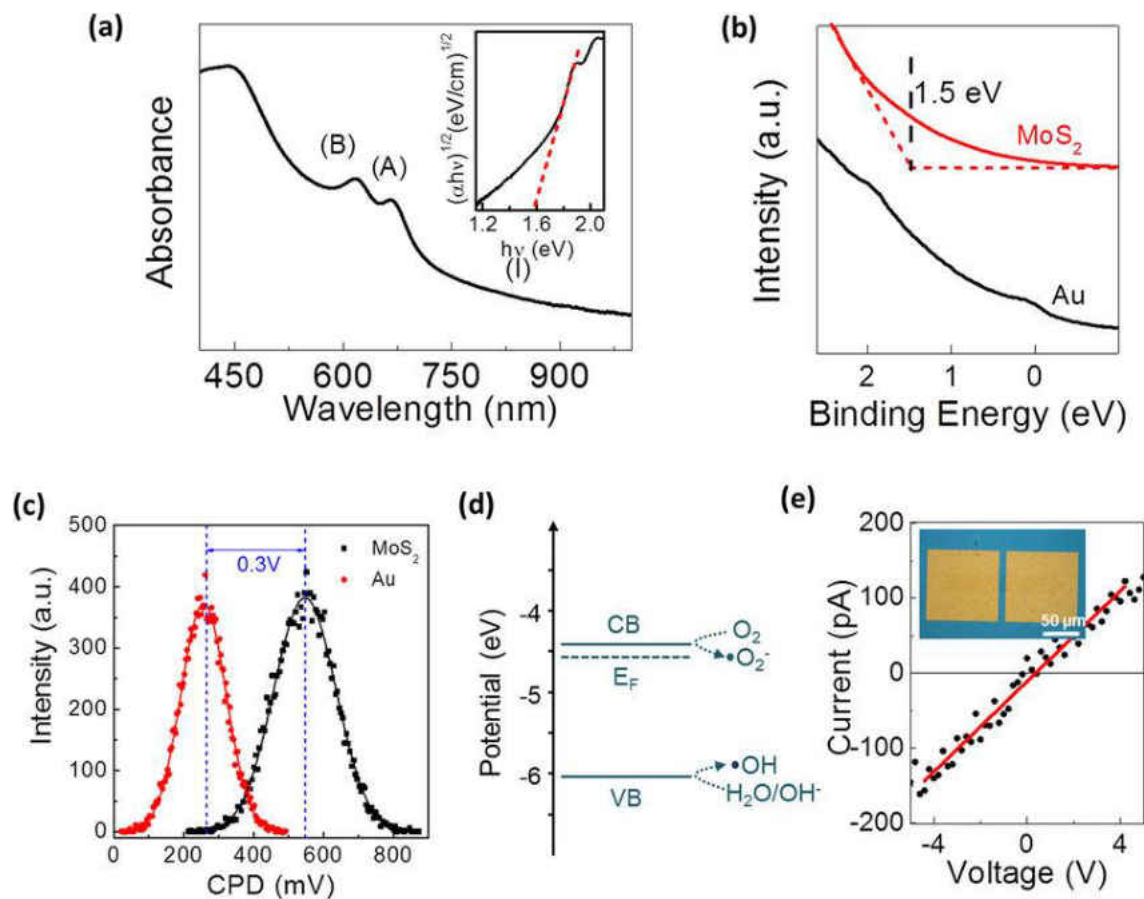 (a)
Absorbance
(B)
(A)
(I)
450 600 750 900
Wavelength (nm)
(αhν)1/2(eV/cm)1/2
1.2 1.6 2.0
hν (eV)
(b)
Intensity (a.u.)
1.5 eV
MoS2
Au
2 1 0
Binding Energy (eV)
(c)
Intensity (a.u.)
500
400
300
200
100
0
0.3V
MoS2
Au
0 200 400 600 800
CPD (mV)
(d)
Potential (eV)
-4
-5
-6
CB
EF
VB
O2
•O2-
•OH
H2O/OH-
(e)
Current (pA)
200
100
0
-100
-200
50 µm
-4 0 4
Voltage (V)